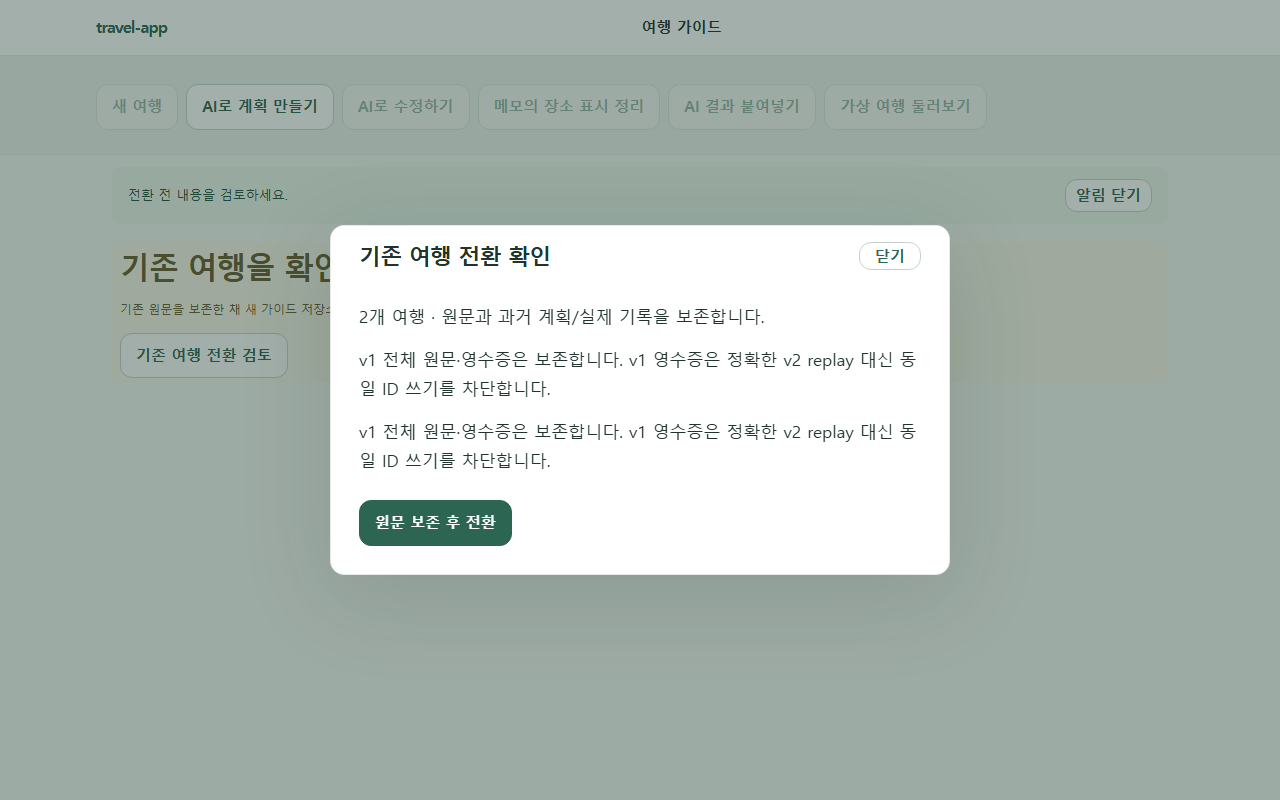 travel-app
여행 가이드
새 여행
AI로 계획 만들기
AI로 수정하기
메모의 장소 표시 정리
AI 결과 붙여넣기
가상 여행 둘러보기
전환 전 내용을 검토하세요.
알림 닫기
기존 여행을 확인
기존 원문을 보존한 채 새 가이드 저장소
기존 여행 전환 검토
기존 여행 전환 확인
닫기
2개 여행 · 원문과 과거 계획/실제 기록을 보존합니다.
v1 전체 원문·영수증은 보존합니다. v1 영수증은 정확한 v2 replay 대신 동
일 ID 쓰기를 차단합니다.
v1 전체 원문·영수증은 보존합니다. v1 영수증은 정확한 v2 replay 대신 동
일 ID 쓰기를 차단합니다.
원문 보존 후 전환